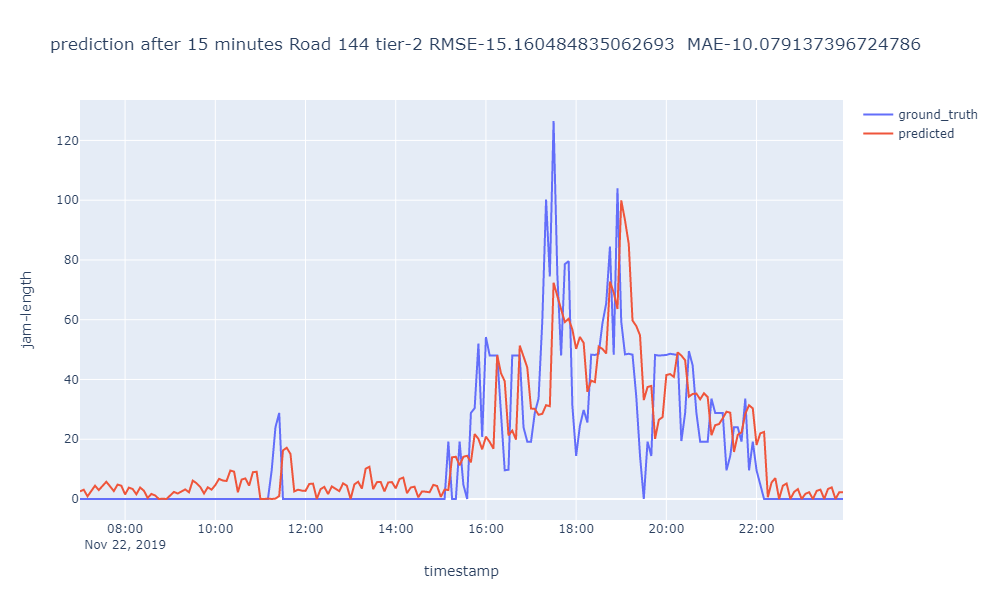 prediction after 15 minutes Road 144 tier-2 RMSE-15.160484835062693  MAE-10.079137396724786
ground_truth
predicted
120
100
80
60
40
20
0
jam-length
08:00 10:00 12:00 14:00 16:00 18:00 20:00 22:00
Nov 22, 2019
timestamp